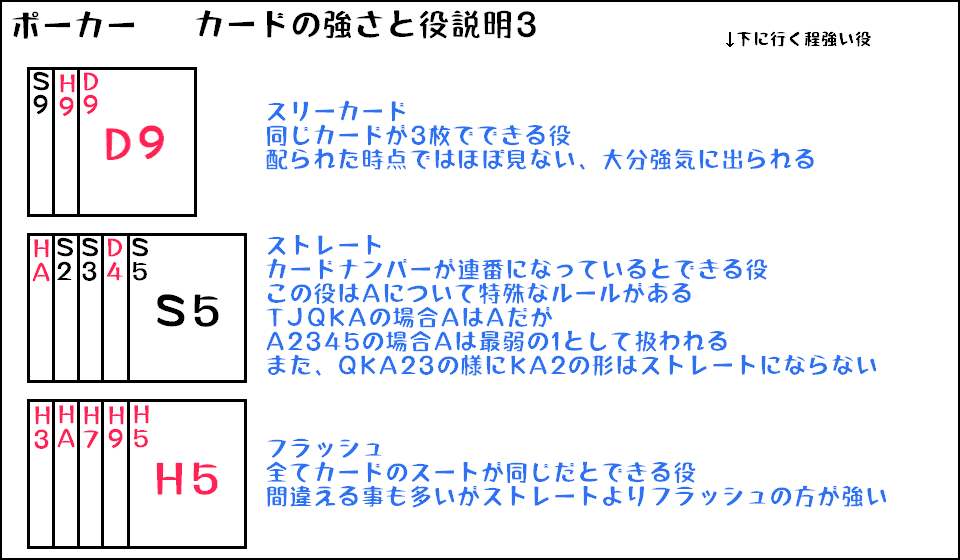 ポーカー　カードの強さと役説明3
↓下に行く程強い役
S H D
9 9 9
D9
スリーカード
同じカードが3枚でできる役
配られた時点ではほぼ見ない、大分強気に出られる
H S S D S
A 2 3 4 5
S5
ストレート
カードナンバーが連番になっているとできる役
この役はAについて特殊なルールがある
TJQKAの場合AはAだが
A2345の場合Aは最弱の1として扱われる
また、QKA23の様にKA2の形はストレートにならない
H H H H H
3 A 7 9 5
H5
フラッシュ
全てカードのスートが同じだとできる役
間違える事も多いがストレートよりフラッシュの方が強い